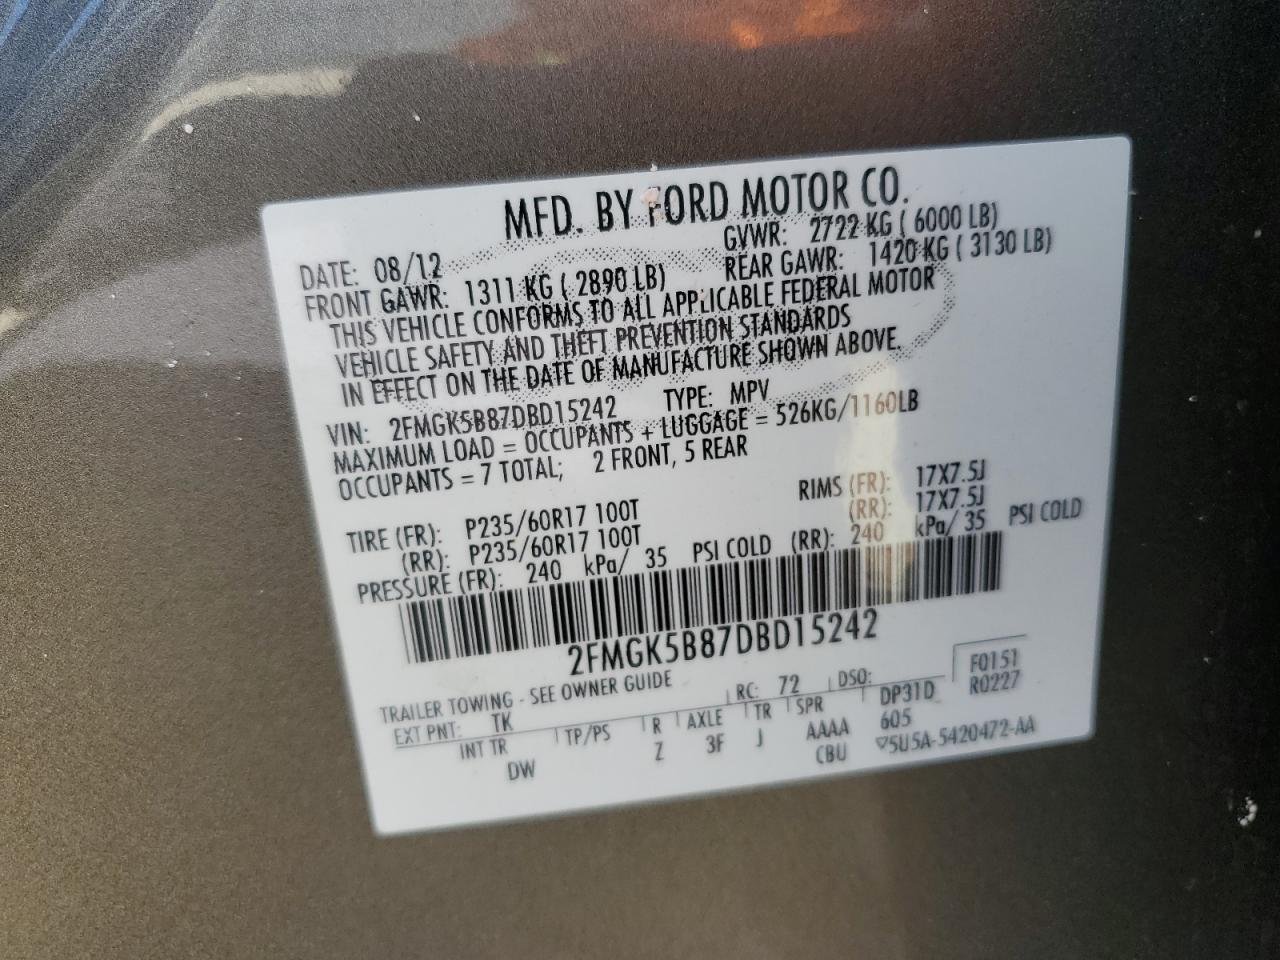 MFD. BY FORD MOTOR CO.
DATE: 08/12 GVWR: 2722 KG ( 6000 LB)
FRONT GAWR: 1311 KG ( 2890 LB) REAR GAWR: 1420 KG ( 3130 LB)
THIS VEHICLE CONFORMS TO ALL APPLICABLE FEDERAL MOTOR
VEHICLE SAFETY AND THEFT PREVENTION STANDARDS
IN EFFECT ON THE DATE OF MANUFACTURE SHOWN ABOVE.
VIN: 2FMGK5B87DBD15242 TYPE: MPV
MAXIMUM LOAD = OCCUPANTS + LUGGAGE = 526KG/1160LB
OCCUPANTS = 7 TOTAL; 2 FRONT, 5 REAR
TIRE (FR): P235/60R17 100T RIMS (FR): 17X7.5J
(RR): P235/60R17 100T (RR): 17X7.5J
PRESSURE (FR): 240 kPa/ 35 PSI COLD (RR): 240 kPa/ 35 PSI COLD
2FMGK5B87DBD15242
TRAILER TOWING - SEE OWNER GUIDE
F0151
EXT PNT: TK RC: 72 DSO: R0227
INT TR TP/PS R AXLE TR SPR DP31D
DW Z 3F J AAAA 605
CBU ▽5U5A-5420472-AA